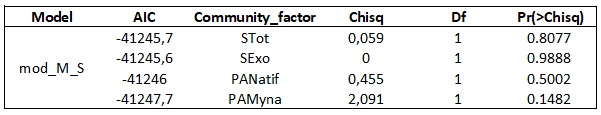 Model AIC Community_factor Chisq Df Pr(>Chisq)
mod_M_S -41245,7 STot 0,059 1 0.8077
-41245,6 SExo 0 1 0.9888
-41246 PANatif 0,455 1 0.5002
-41247,7 PAMyna 2,091 1 0.1482